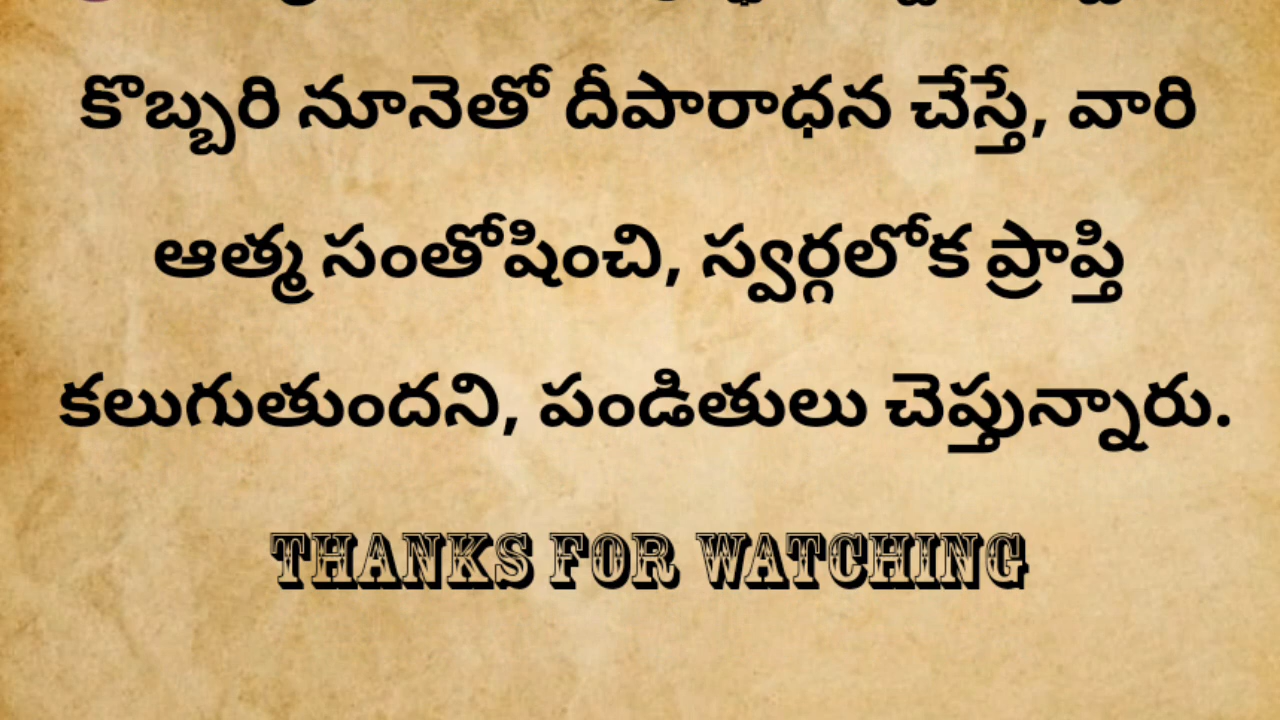 కొబ్బరి నూనెతో దీపారాధన చేస్తే, వారి
ఆత్మ సంతోషించి, స్వర్గలోక ప్రాప్తి
కలుగుతుందని, పండితులు చెప్తున్నారు.
THANKS FOR WATCHING